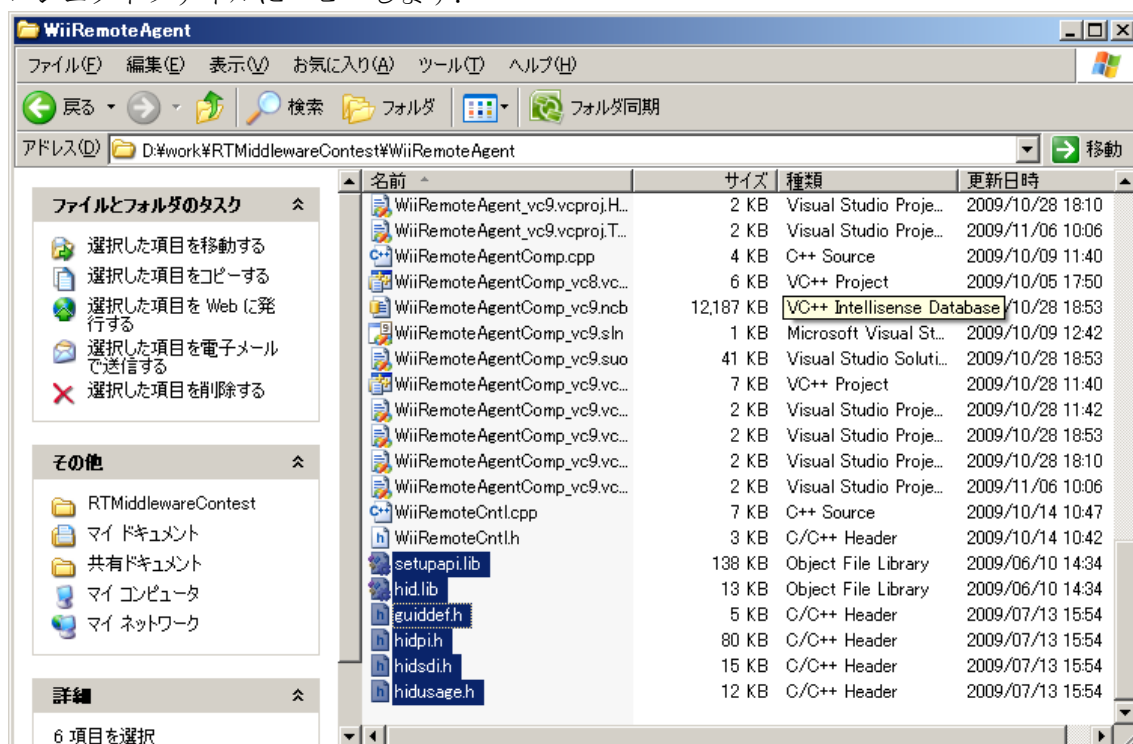 WiiRemoteAgent
ファイル(F) 編集(E) 表示(V) お気に入り(A) ツール(T) ヘルプ(H)
戻る 検索 フォルダ フォルダ同期
アドレス(D) D:¥work¥RTMiddlewareContest¥WiiRemoteAgent 移動
ファイルとフォルダのタスク
選択した項目を移動する
選択した項目をコピーする
選択した項目を Web に発
行する
選択した項目を電子メール
で送信する
選択した項目を削除する
その他
RTMiddlewareContest
マイ ドキュメント
共有ドキュメント
マイ コンピュータ
マイ ネットワーク
詳細
6 項目を選択
名前 サイズ 種類 更新日時
WiiRemoteAgent_vc9.vcproj.H... 2 KB Visual Studio Proje... 2009/10/28 18:10
WiiRemoteAgent_vc9.vcproj.T... 2 KB Visual Studio Proje... 2009/11/06 10:06
WiiRemoteAgentComp.cpp 4 KB C++ Source 2009/10/09 11:40
WiiRemoteAgentComp_vc8.vc... 6 KB VC++ Project 2009/10/05 17:50
WiiRemoteAgentComp_vc9.ncb 12,187 KB VC++ Intellisense Database /10/28 18:53
WiiRemoteAgentComp_vc9.sln 1 KB Microsoft Visual St... 2009/10/09 12:42
WiiRemoteAgentComp_vc9.suo 41 KB Visual Studio Soluti... 2009/10/28 18:53
WiiRemoteAgentComp_vc9.vc... 7 KB VC++ Project 2009/10/28 11:40
WiiRemoteAgentComp_vc9.vc... 2 KB Visual Studio Proje... 2009/10/28 11:42
WiiRemoteAgentComp_vc9.vc... 2 KB Visual Studio Proje... 2009/10/28 18:53
WiiRemoteAgentComp_vc9.vc... 2 KB Visual Studio Proje... 2009/10/28 18:10
WiiRemoteAgentComp_vc9.vc... 2 KB Visual Studio Proje... 2009/11/06 10:06
WiiRemoteCntl.cpp 7 KB C++ Source 2009/10/14 10:47
WiiRemoteCntl.h 3 KB C/C++ Header 2009/10/14 10:42
setupapi.lib 138 KB Object File Library 2009/06/10 14:34
hid.lib 13 KB Object File Library 2009/06/10 14:34
guiddef.h 5 KB C/C++ Header 2009/07/13 15:54
hidpi.h 80 KB C/C++ Header 2009/07/13 15:54
hidsdi.h 15 KB C/C++ Header 2009/07/13 15:54
hidusage.h 12 KB C/C++ Header 2009/07/13 15:54